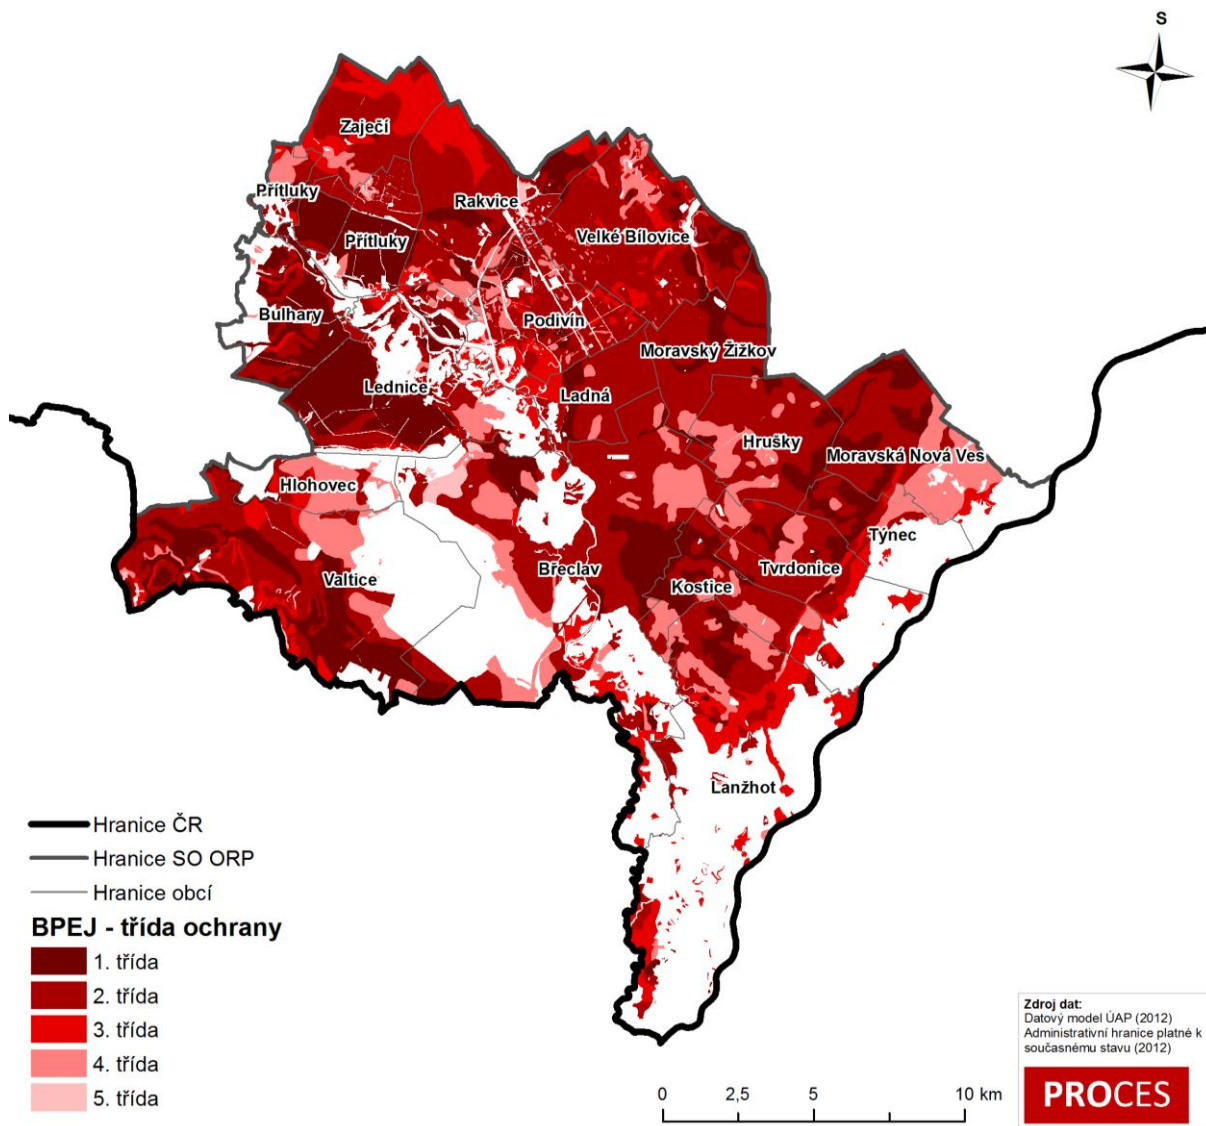 S
Zaječí
Přítluky
Rakvice
Přítluky
Velké Bílovice
Bulhary
Podivín
Moravský Žižkov
Lednice
Ladná
Hrušky
Moravská Nová Ves
Hlohovec
Týnec
Břeclav
Tvrdonice
Valtice
Kostice
Lanžhot
Hranice ČR
Hranice SO ORP
Hranice obcí
BPEJ - třída ochrany
1. třída
2. třída
3. třída
4. třída
5. třída
0 2,5 5 10 km
Zdroj dat:
Datový model ÚAP (2012)
Administrativní hranice platné k
současnému stavu (2012)
PROCES